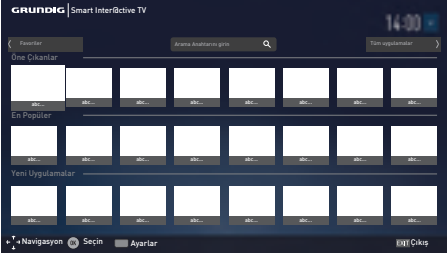 GRUNDIG Smart Inter@ctive TV
14:00
Favoriler Arama Anahtarını girin Tüm uygulamalar
Öne Çıkanlar
abc... abc... abc... abc... abc... abc... abc... abc...
En Popüler
abc... abc... abc... abc... abc... abc... abc... abc...
Yeni Uygulamalar
abc... abc... abc... abc... abc... abc... abc... abc...
Navigasyon OK Seçin Ayarlar EXIT Çıkış